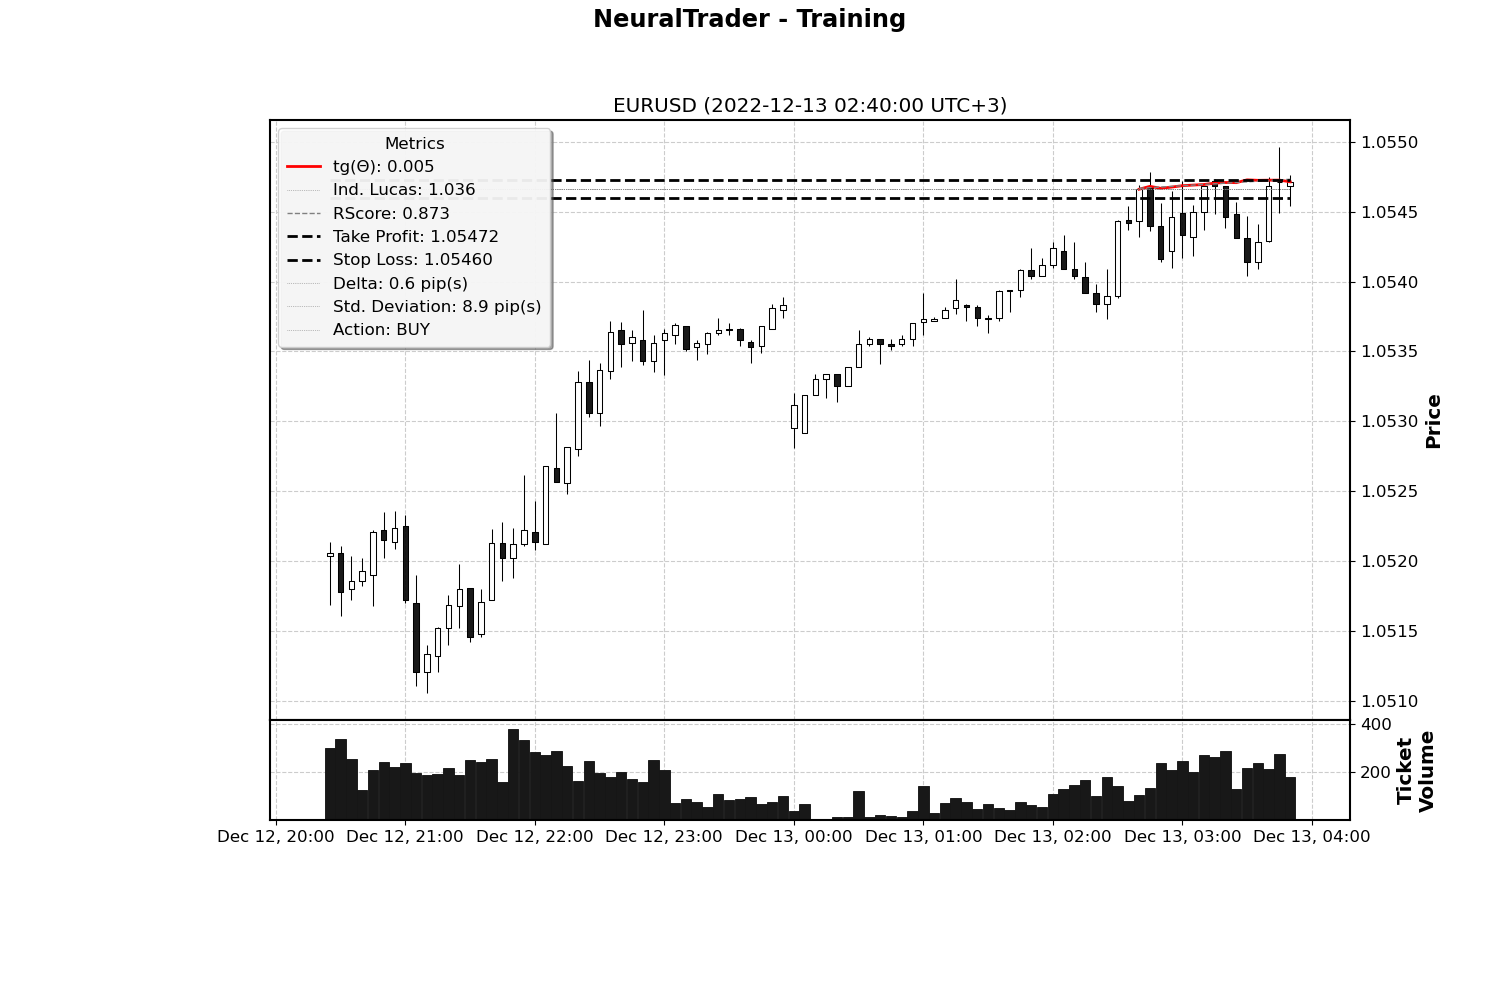 NeuralTrader - Training
EURUSD (2022-12-13 02:40:00 UTC+3)
Metrics
tg(Θ): 0.005
Ind. Lucas: 1.036
RScore: 0.873
Take Profit: 1.05472
Stop Loss: 1.05460
Delta: 0.6 pip(s)
Std. Deviation: 8.9 pip(s)
Action: BUY
1.0550
1.0545
1.0540
1.0535
1.0530
1.0525
1.0520
1.0515
1.0510
Price
400
200
Ticket
Volume
Dec 12, 20:00
Dec 12, 21:00
Dec 12, 22:00
Dec 12, 23:00
Dec 13, 00:00
Dec 13, 01:00
Dec 13, 02:00
Dec 13, 03:00
Dec 13, 04:00